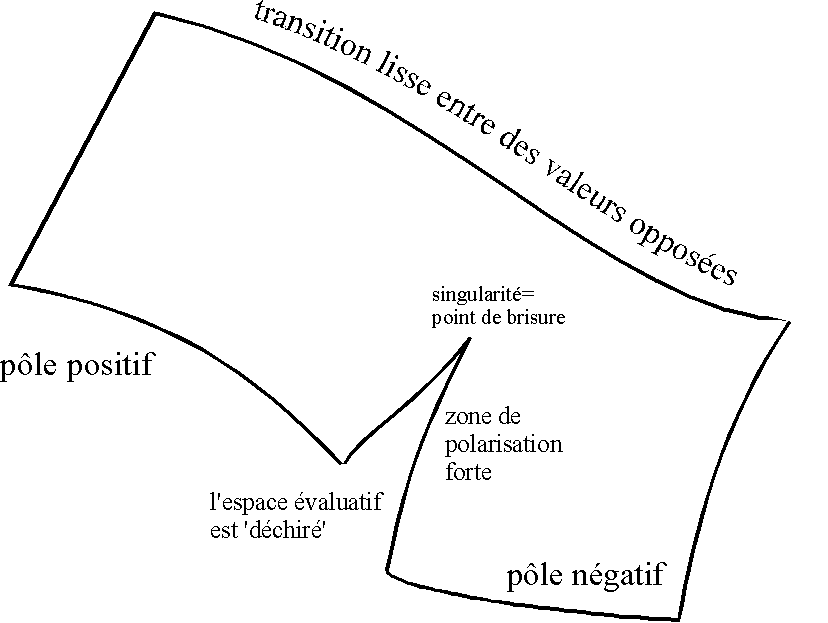 transition lisse entre des valeurs opposées
singularité=
point de brisure
pôle positif
zone de
polarisation
forte
l'espace évaluatif
est 'déchiré'
pôle négatif